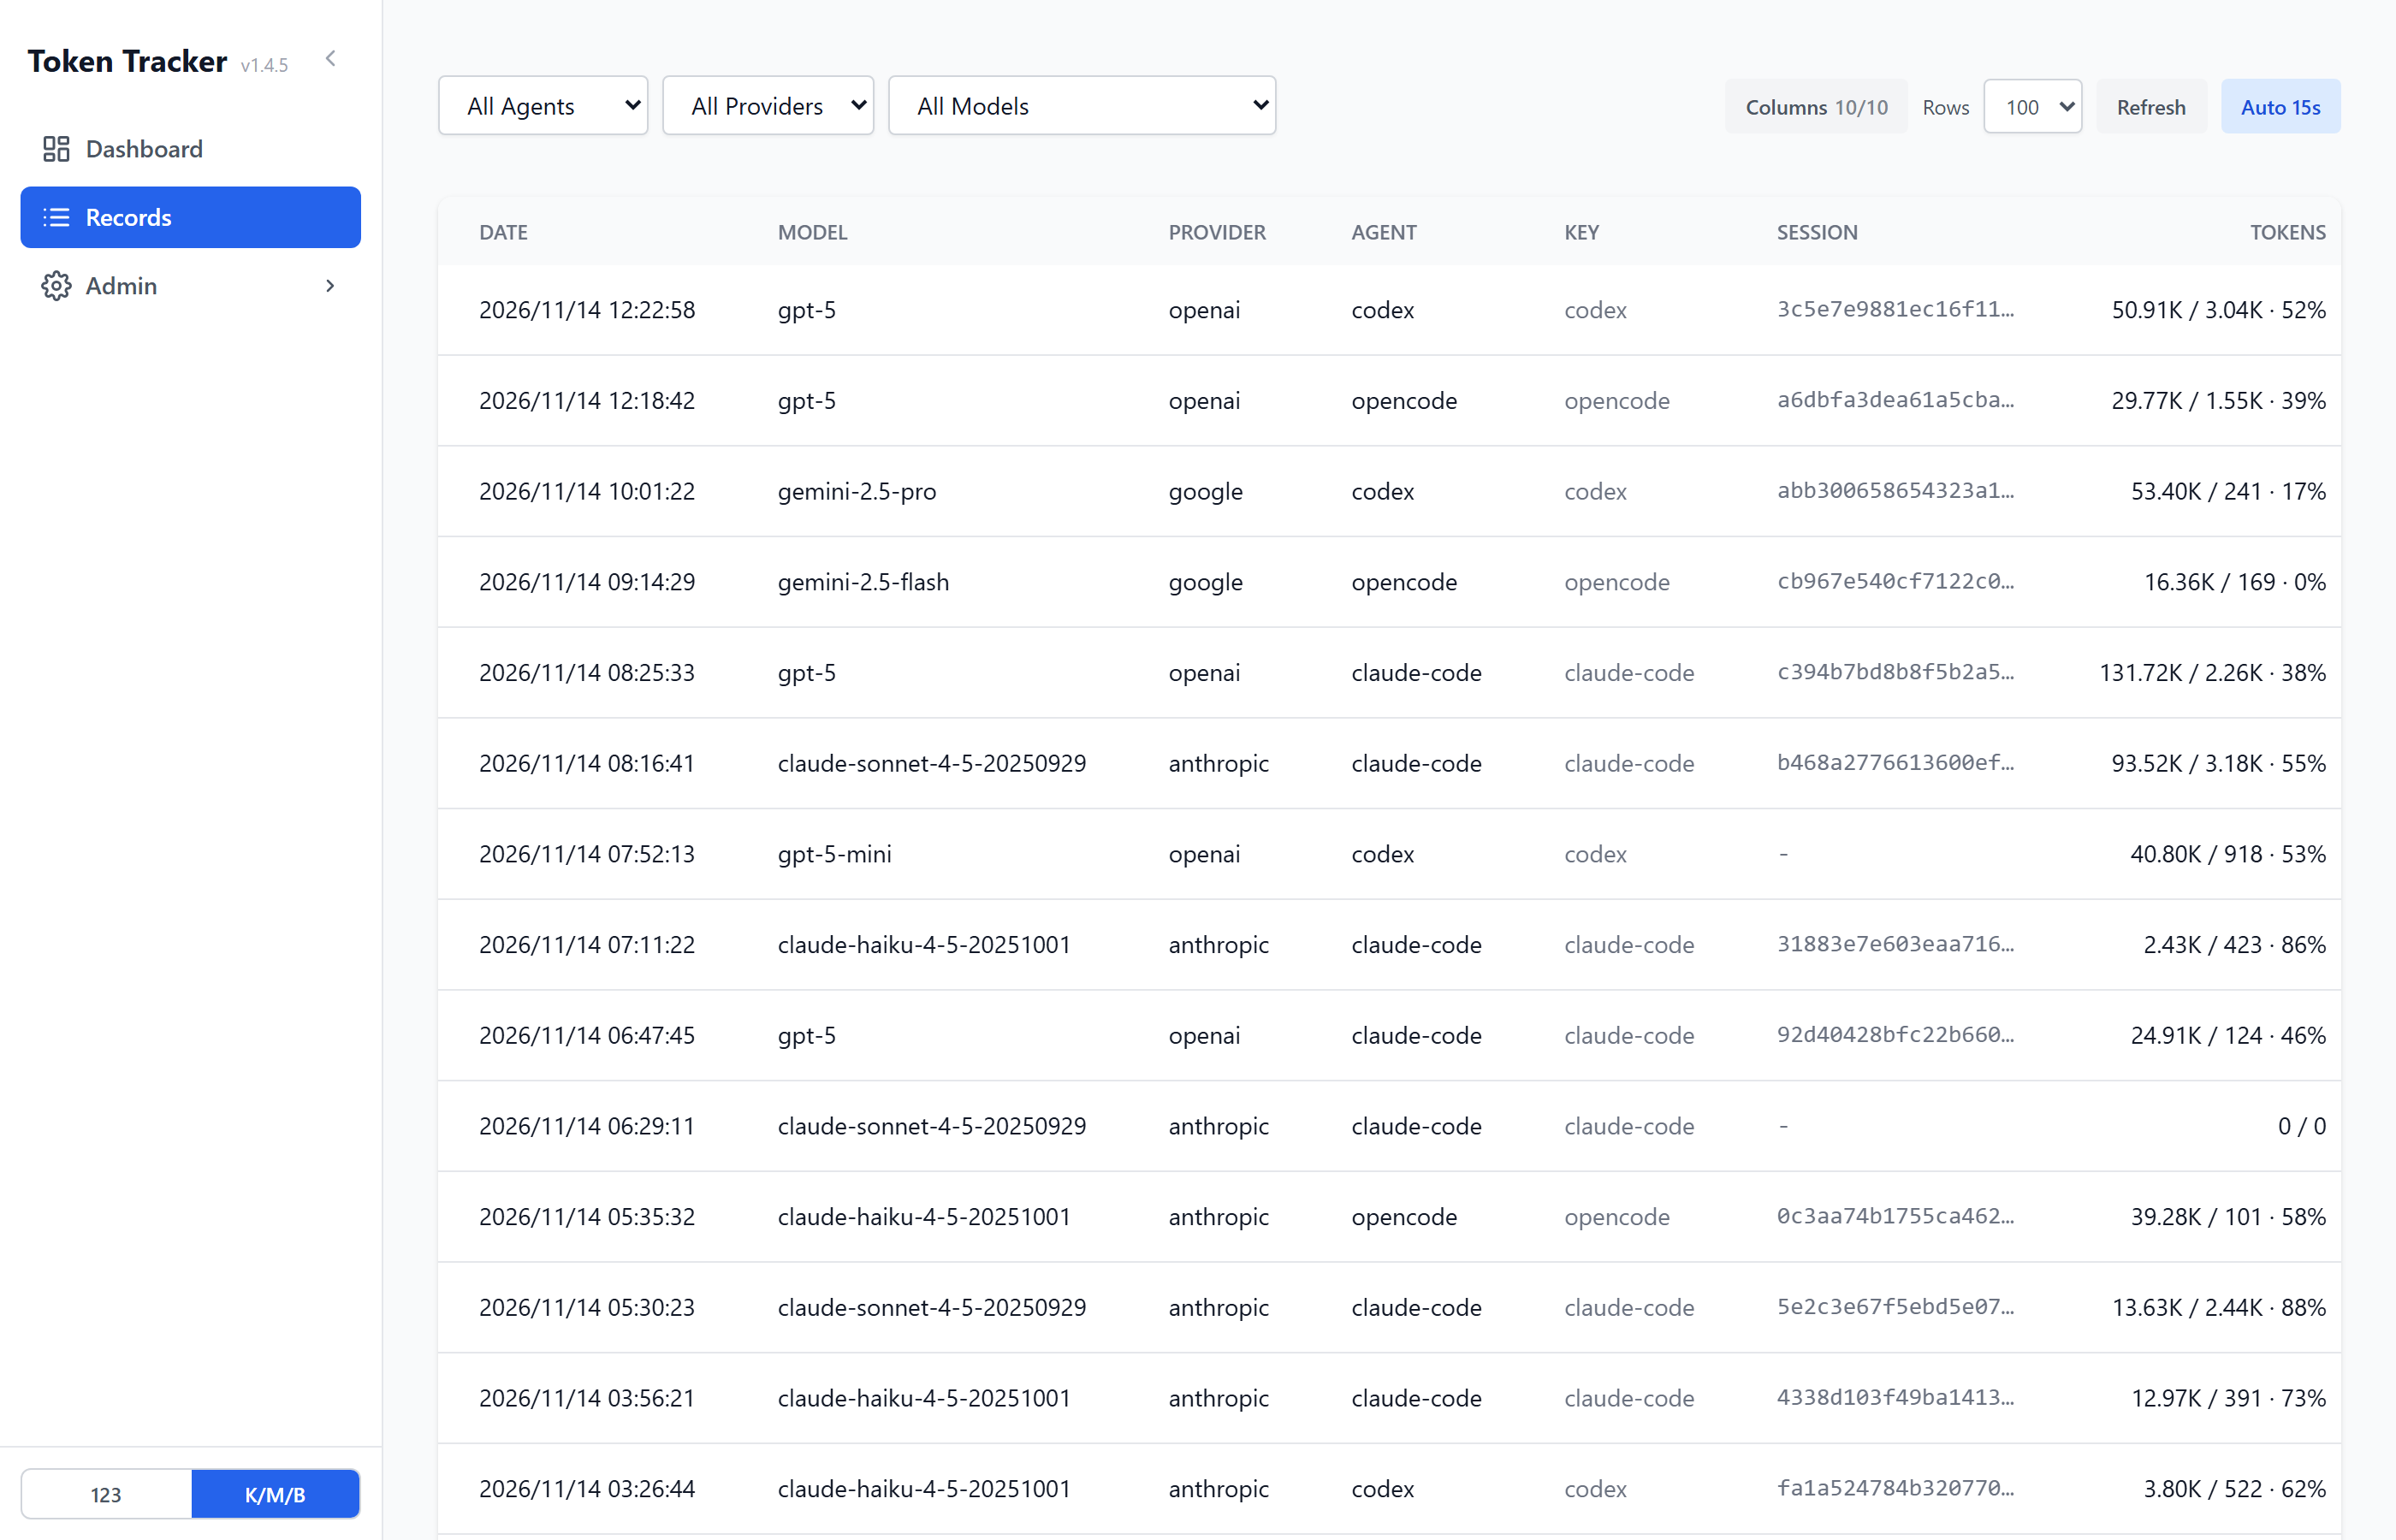 Token Tracker v1.4.5
Dashboard
Records
Admin
123 K/M/B
All Agents All Providers All Models Columns 10/10 Rows 100 Refresh Auto 15s
DATE MODEL PROVIDER AGENT KEY SESSION TOKENS
2026/11/14 12:22:58 gpt-5 openai codex codex 3c5e7e9881ec16f11… 50.91K / 3.04K · 52%
2026/11/14 12:18:42 gpt-5 openai opencode opencode a6dbfa3dea61a5cba… 29.77K / 1.55K · 39%
2026/11/14 10:01:22 gemini-2.5-pro google codex codex abb300658654323a1… 53.40K / 241 · 17%
2026/11/14 09:14:29 gemini-2.5-flash google opencode opencode cb967e540cf7122c0… 16.36K / 169 · 0%
2026/11/14 08:25:33 gpt-5 openai claude-code claude-code c394b7bd8b8f5b2a5… 131.72K / 2.26K · 38%
2026/11/14 08:16:41 claude-sonnet-4-5-20250929 anthropic claude-code claude-code b468a2776613600ef… 93.52K / 3.18K · 55%
2026/11/14 07:52:13 gpt-5-mini openai codex codex - 40.80K / 918 · 53%
2026/11/14 07:11:22 claude-haiku-4-5-20251001 anthropic claude-code claude-code 31883e7e603eaa716… 2.43K / 423 · 86%
2026/11/14 06:47:45 gpt-5 openai claude-code claude-code 92d40428bfc22b660… 24.91K / 124 · 46%
2026/11/14 06:29:11 claude-sonnet-4-5-20250929 anthropic claude-code claude-code - 0 / 0
2026/11/14 05:35:32 claude-haiku-4-5-20251001 anthropic opencode opencode 0c3aa74b1755ca462… 39.28K / 101 · 58%
2026/11/14 05:30:23 claude-sonnet-4-5-20250929 anthropic claude-code claude-code 5e2c3e67f5ebd5e07… 13.63K / 2.44K · 88%
2026/11/14 03:56:21 claude-haiku-4-5-20251001 anthropic claude-code claude-code 4338d103f49ba1413… 12.97K / 391 · 73%
2026/11/14 03:26:44 claude-haiku-4-5-20251001 anthropic codex codex fa1a524784b320770… 3.80K / 522 · 62%